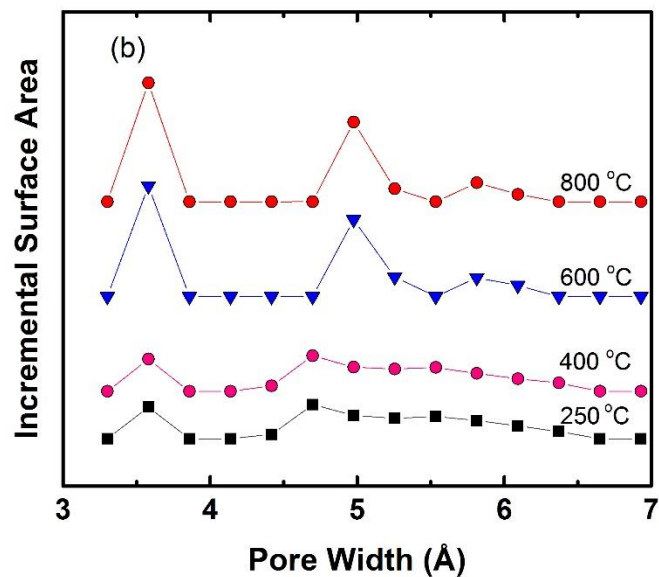 (b)
Incremental Surface Area
800 °C
600 °C
400 °C
250 °C
3 4 5 6 7
Pore Width (Å)